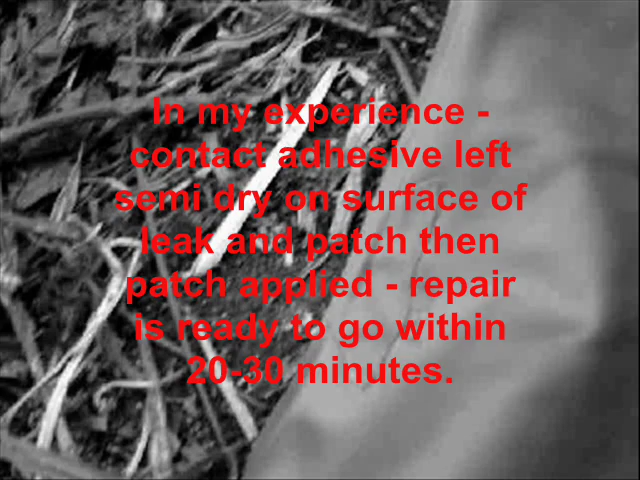 In my experience -
contact adhesive left
semi dry on surface of
leak and patch then
patch applied - repair
is ready to go within
20-30 minutes.